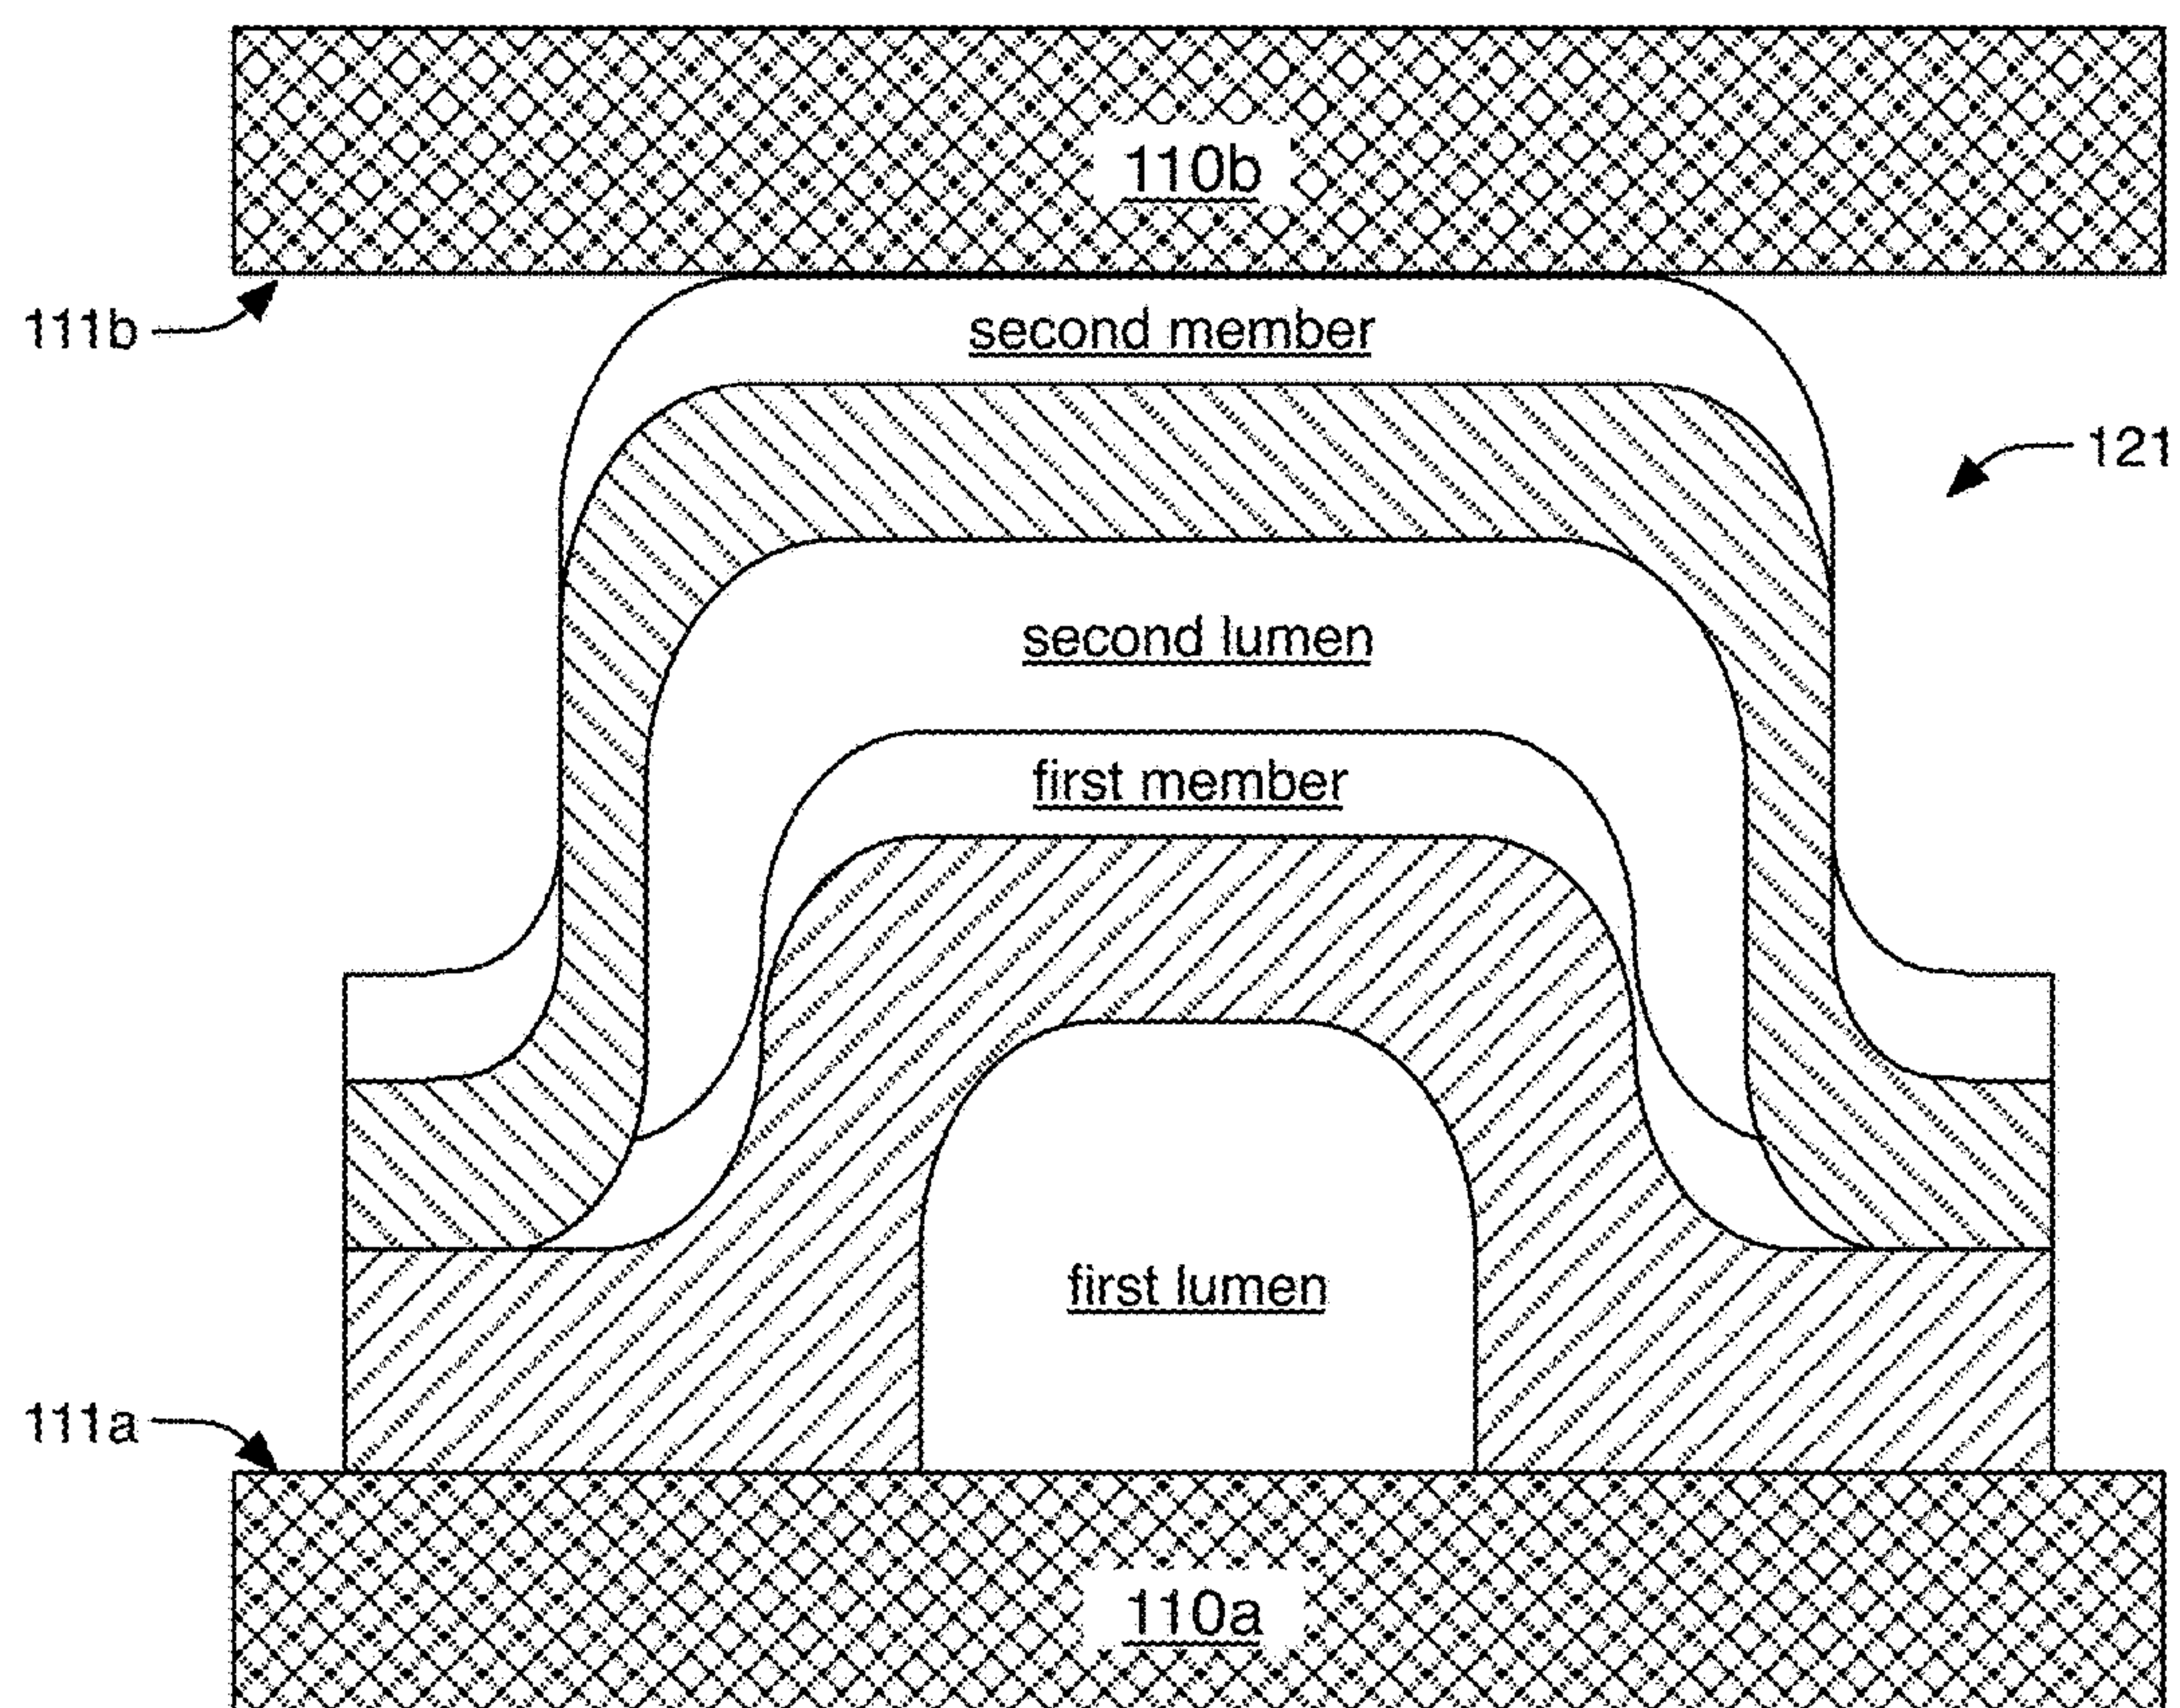 110b
111b
second member
121
second lumen
first member
first lumen
111a
110a